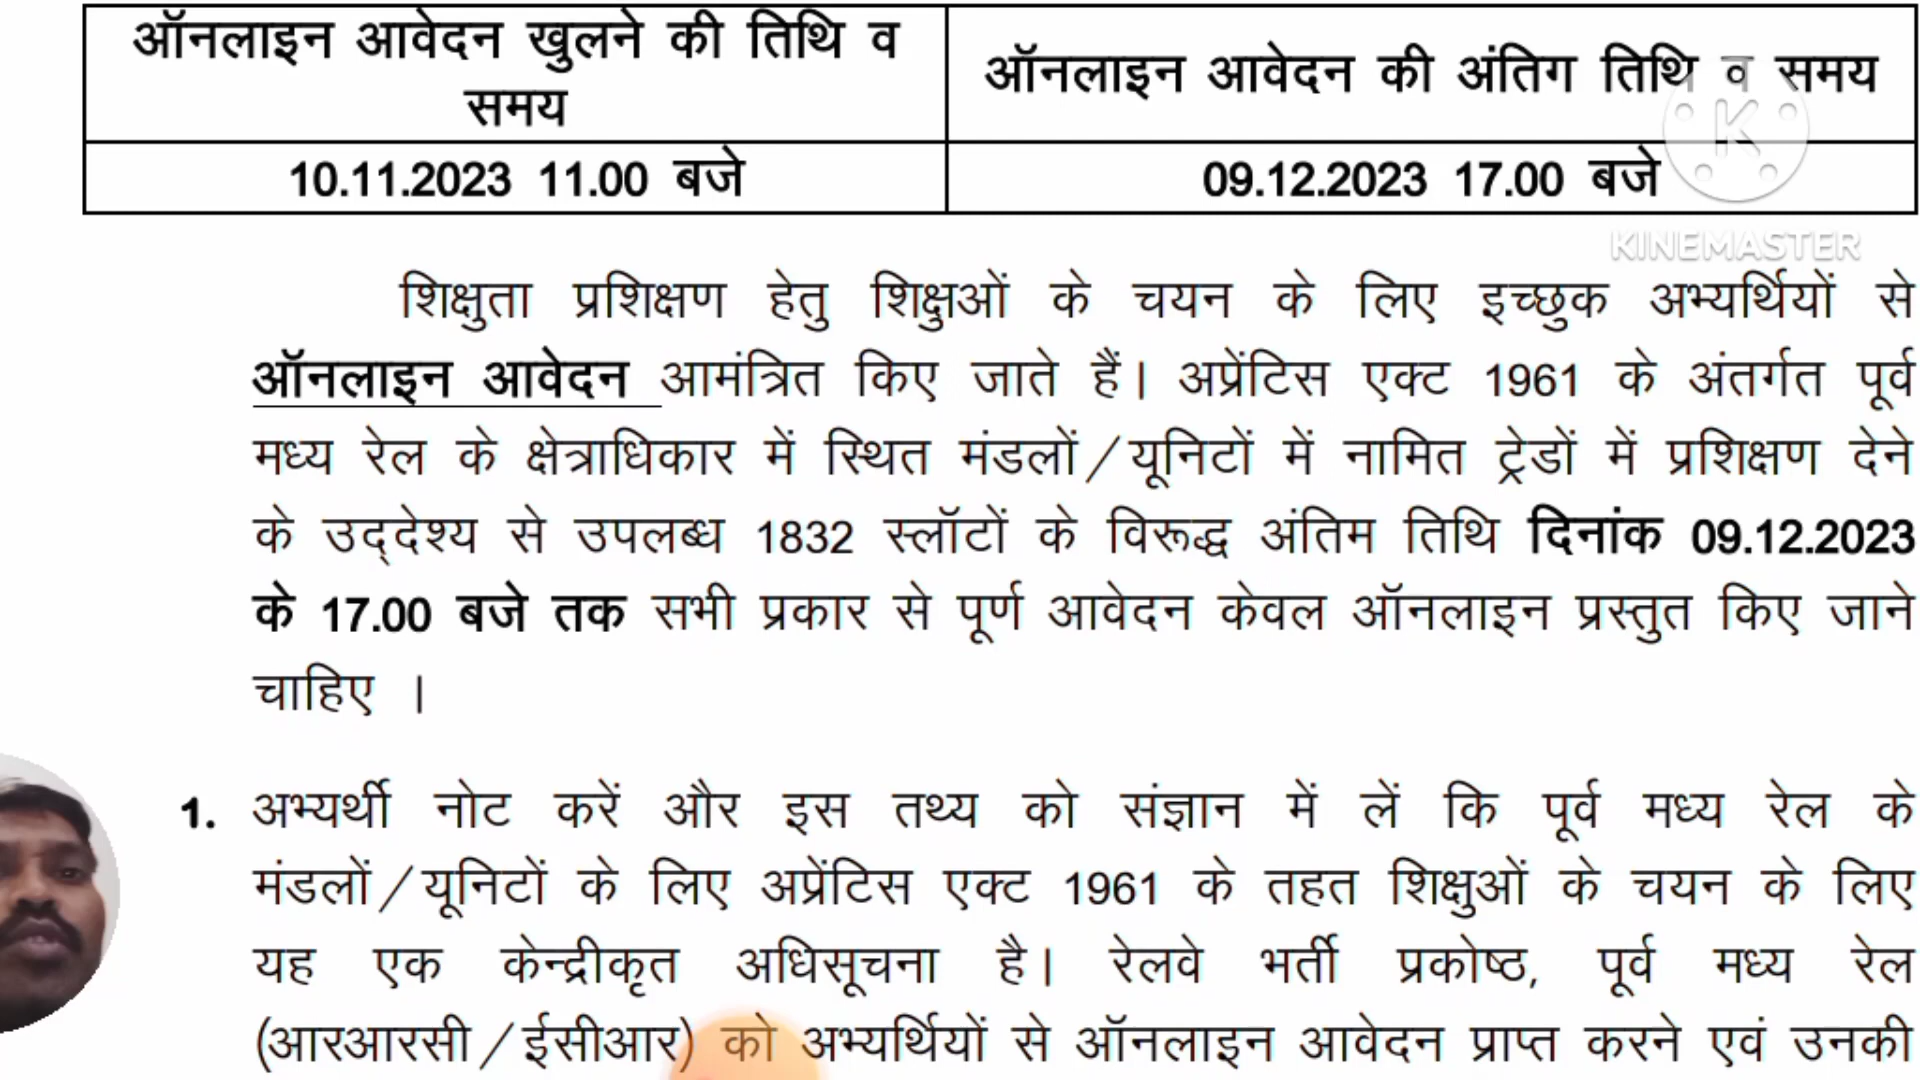 ऑनलाइन आवेदन खुलने की तिथि व
समय
ऑनलाइन आवेदन की अंतिग तिथि व समय
10.11.2023 11.00 बजे
09.12.2023 17.00 बजे
K
KINEMASTER
शिक्षुता प्रशिक्षण हेतु शिक्षुओं के चयन के लिए इच्छुक अभ्यर्थियों से
ऑनलाइन आवेदन आमंत्रित किए जाते हैं। अप्रेंटिस एक्ट 1961 के अंतर्गत पूर्व
मध्य रेल के क्षेत्राधिकार में स्थित मंडलों/यूनिटों में नामित ट्रेडों में प्रशिक्षण देने
के उद्देश्य से उपलब्ध 1832 स्लॉटों के विरूद्ध अंतिम तिथि दिनांक 09.12.2023
के 17.00 बजे तक सभी प्रकार से पूर्ण आवेदन केवल ऑनलाइन प्रस्तुत किए जाने
चाहिए ।
1. अभ्यर्थी नोट करें और इस तथ्य को संज्ञान में लें कि पूर्व मध्य रेल के
मंडलों/यूनिटों के लिए अप्रेंटिस एक्ट 1961 के तहत शिक्षुओं के चयन के लिए
यह एक केन्द्रीकृत अधिसूचना है। रेलवे भर्ती प्रकोष्ठ, पूर्व मध्य रेल
(आरआरसी/ईसीआर) को अभ्यर्थियों से ऑनलाइन आवेदन प्राप्त करने एवं उनकी